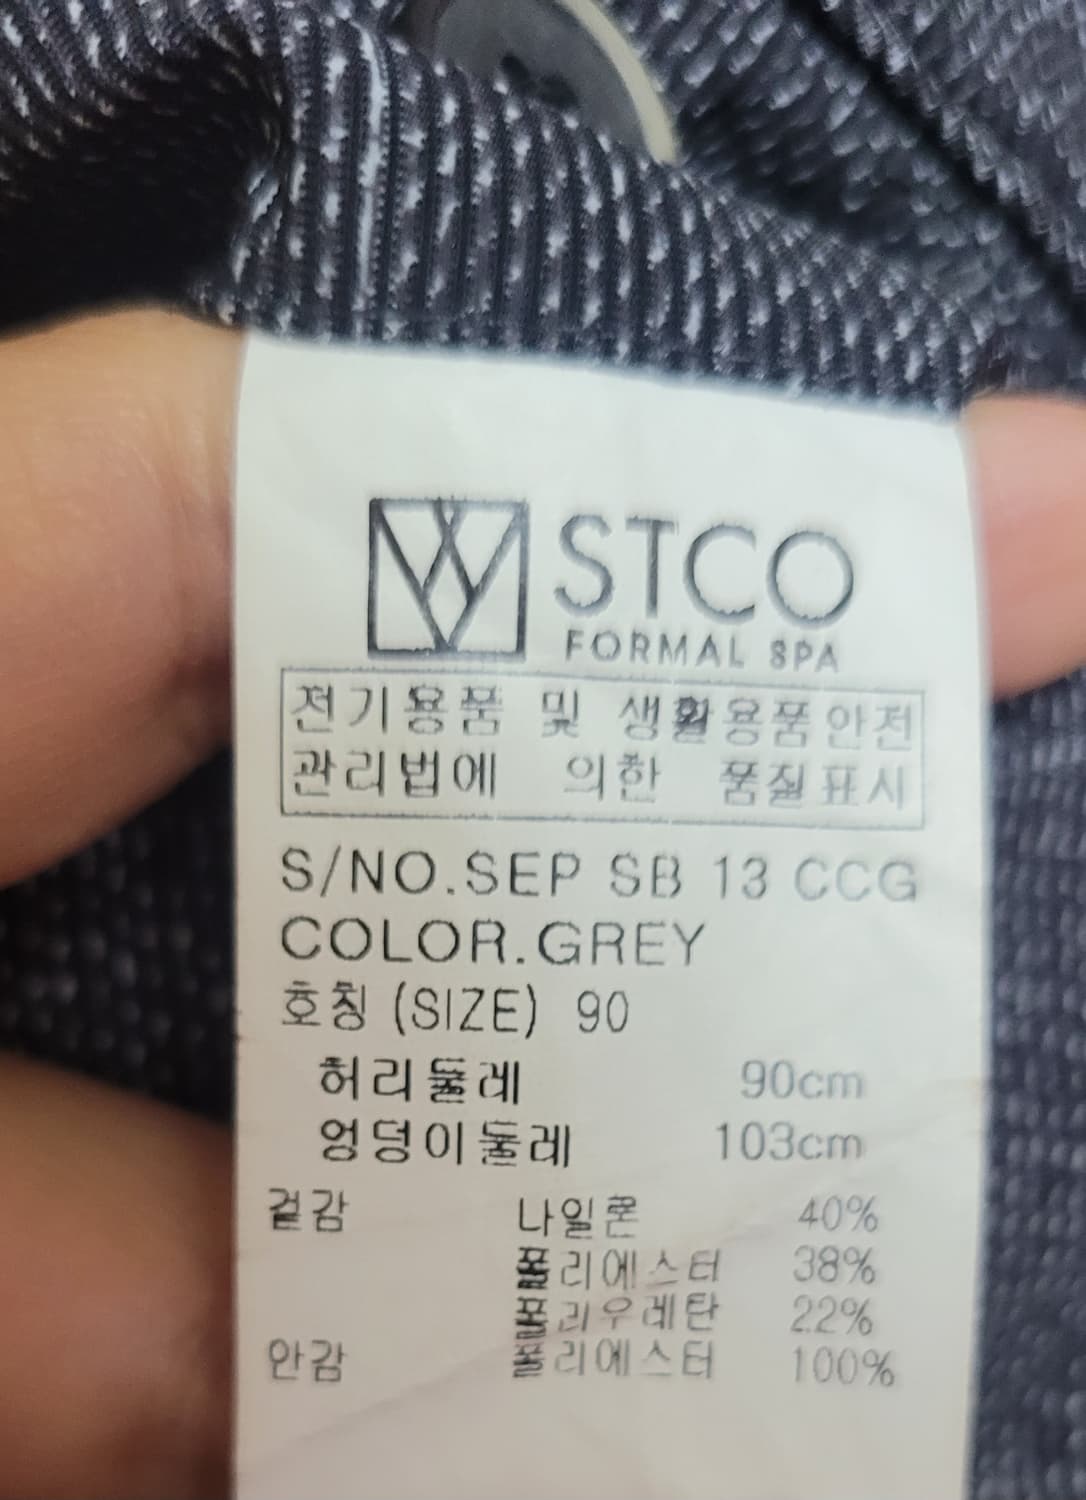 STCO
FORMAL SPA
전기용품 및 생활용품안전
관리법에 의한 품질표시
S/NO.SEP SB 13 CCG
COLOR.GREY
호칭 (SIZE) 90
허리둘레 90cm
엉덩이둘레 103cm
겉감 나일론 40%
폴리에스터 38%
폴리우레탄 22%
안감 폴리에스터 100%